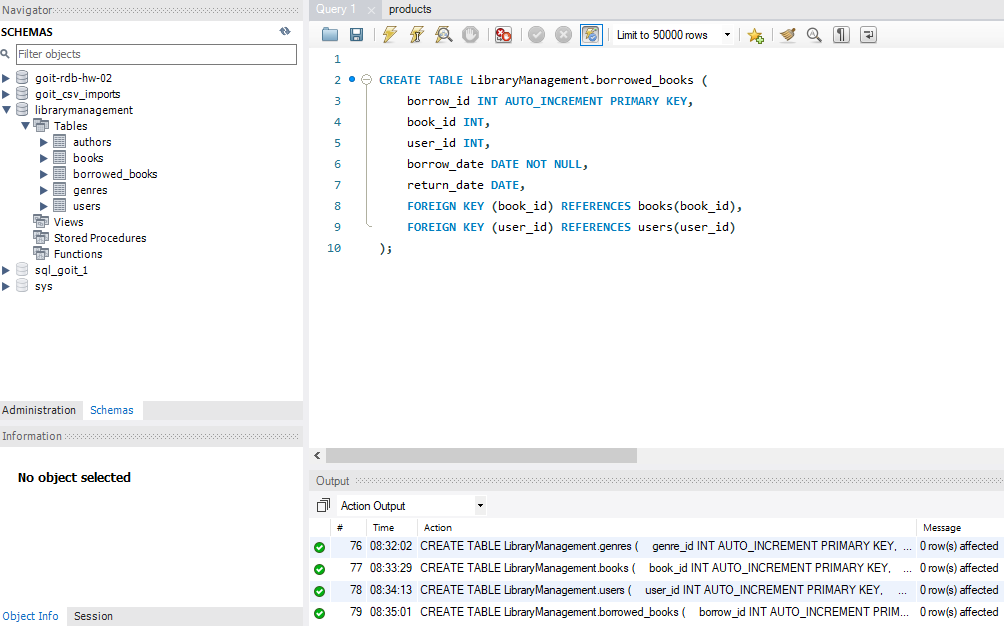 Navigator
SCHEMAS
Filter objects
goit-rdb-hw-02
goit_csv_imports
librarymanagement
Tables
authors
books
borrowed_books
genres
users
Views
Stored Procedures
Functions
sql_goit_1
sys
Administration Schemas
Information
No object selected
Object Info Session
Query 1 products
Limit to 50000 rows
1
2 CREATE TABLE LibraryManagement.borrowed_books (
3 borrow_id INT AUTO_INCREMENT PRIMARY KEY,
4 book_id INT,
5 user_id INT,
6 borrow_date DATE NOT NULL,
7 return_date DATE,
8 FOREIGN KEY (book_id) REFERENCES books(book_id),
9 FOREIGN KEY (user_id) REFERENCES users(user_id)
10 );
Output
Action Output
# Time Action Message
76 08:32:02 CREATE TABLE LibraryManagement.genres ( genre_id INT AUTO_INCREMENT PRIMARY KEY, ... 0 row(s) affected
77 08:33:29 CREATE TABLE LibraryManagement.books ( book_id INT AUTO_INCREMENT PRIMARY KEY, ... 0 row(s) affected
78 08:34:13 CREATE TABLE LibraryManagement.users ( user_id INT AUTO_INCREMENT PRIMARY KEY, ... 0 row(s) affected
79 08:35:01 CREATE TABLE LibraryManagement.borrowed_books ( borrow_id INT AUTO_INCREMENT PRIM... 0 row(s) affected